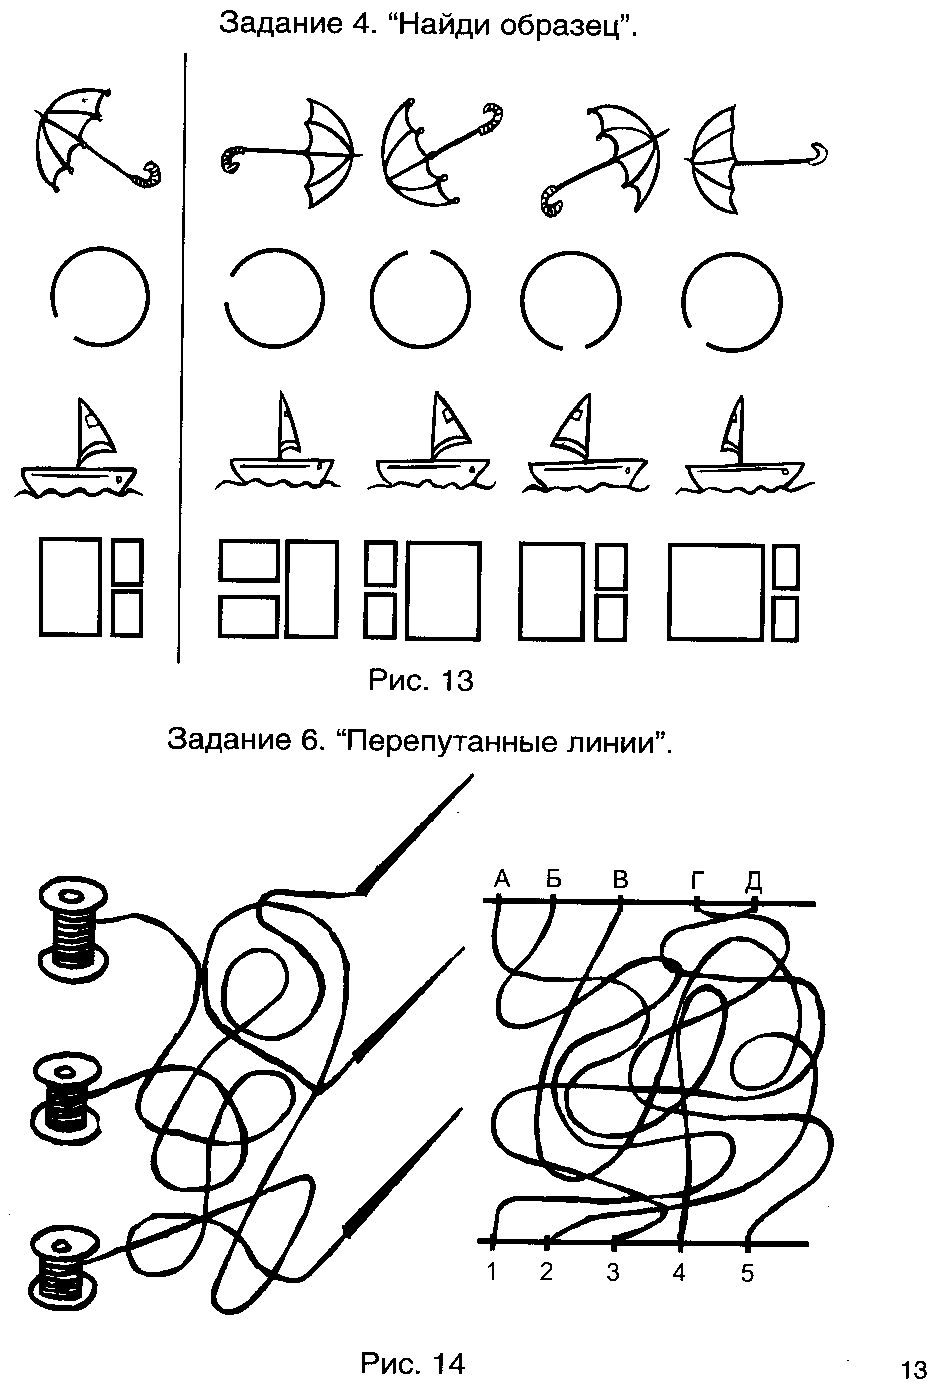 Задание 4. “Найди образец”.
Рис. 13
Задание 6. “Перепутанные линии”.
А Б В Г Д
1 2 3 4 5
Рис. 14
13